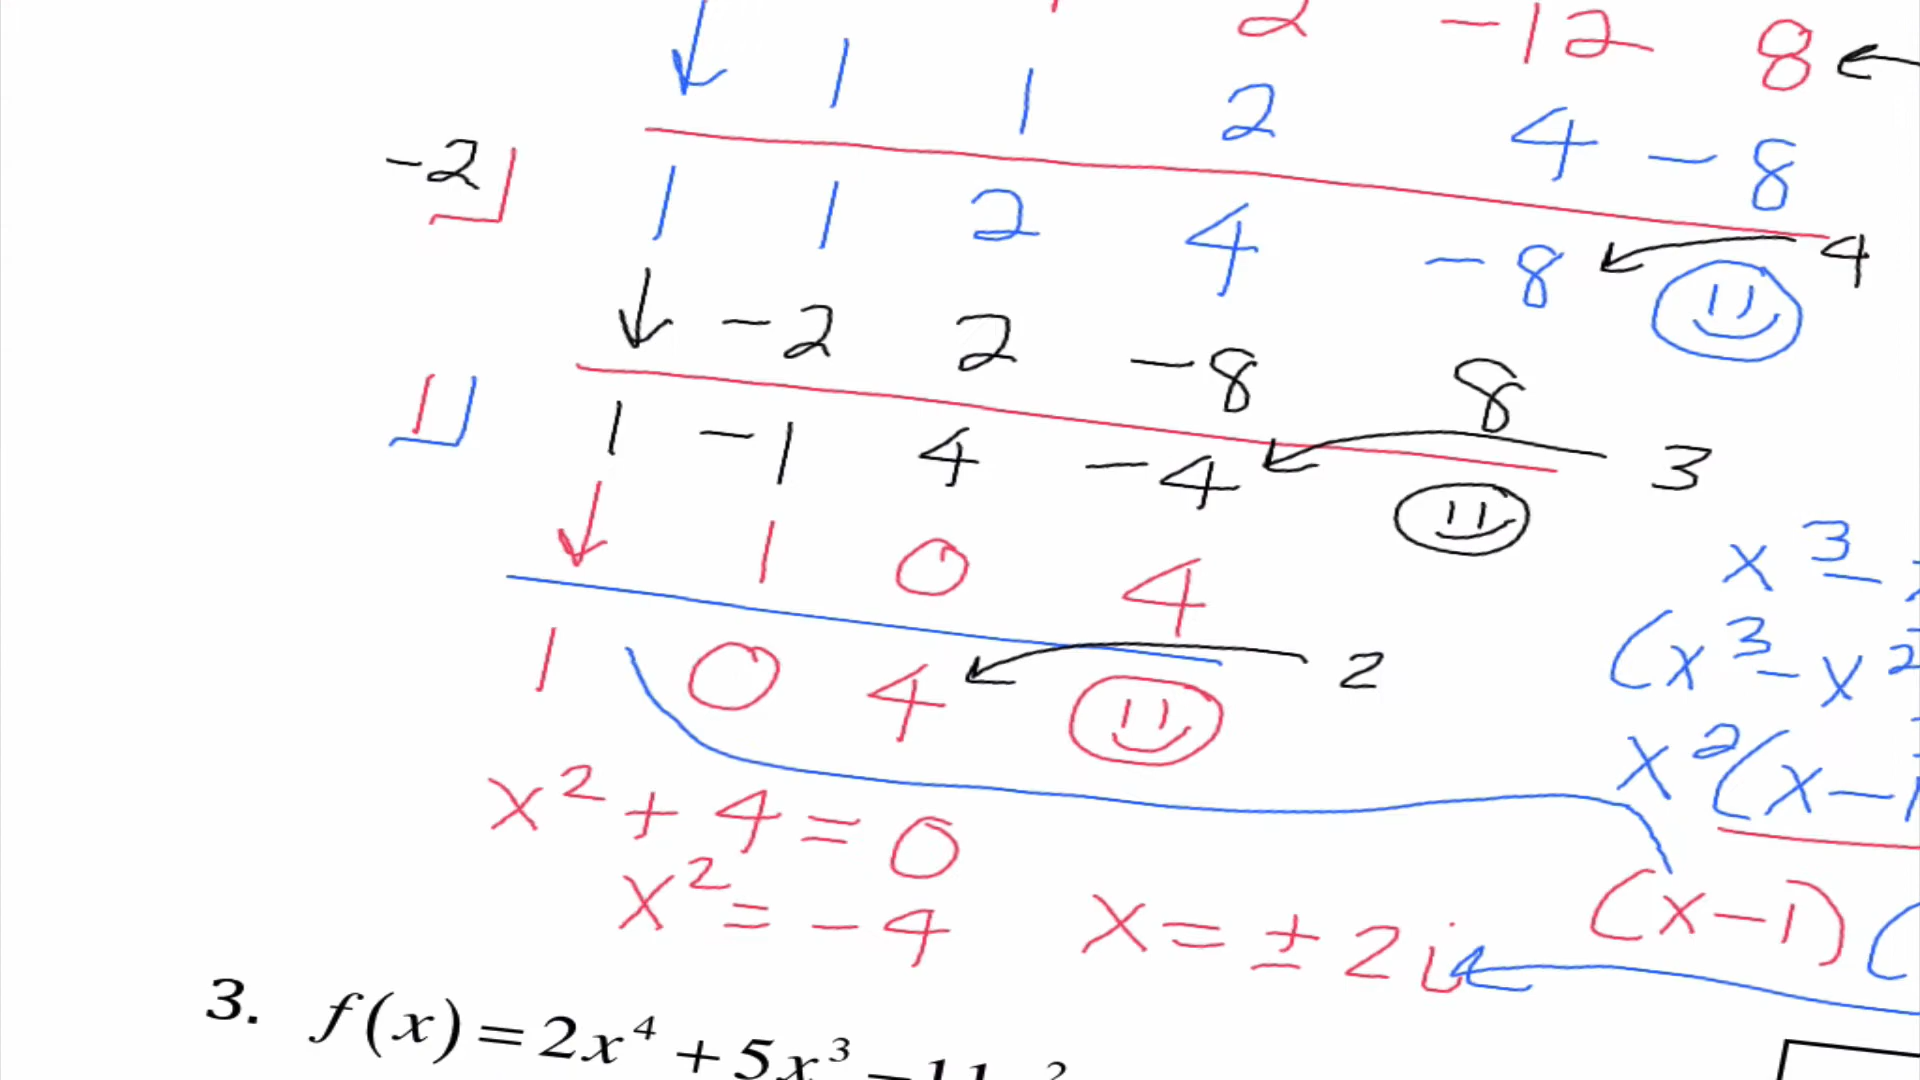 2 -12 8
1 1 2 4 -8
-2 1 1 2 4 -8 4
-2 2 -8 8
1 1 -1 4 -4 3
1 0 4
1 0 4 2
x³ -
(x³ - x²
x²(x - 1
x² + 4 = 0
x² = -4 x = ± 2i (x - 1) (
3. f(x) = 2x⁴ + 5x³ - 11